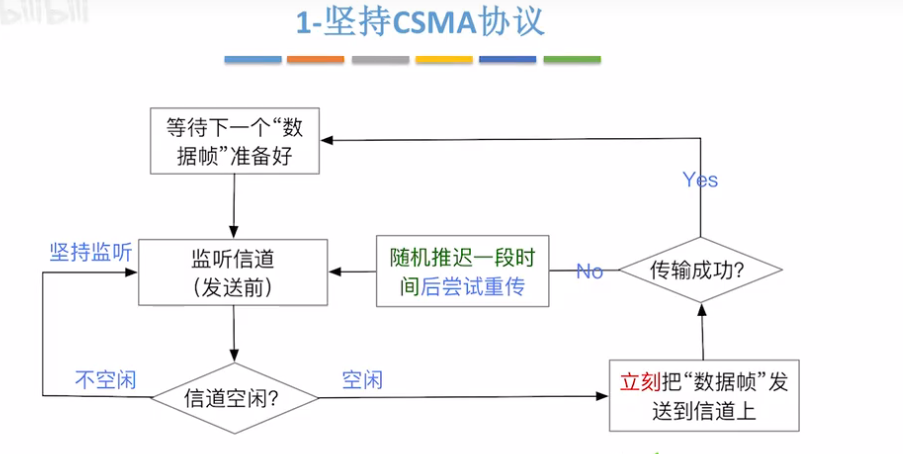 bilibili
1-坚持CSMA协议
等待下一个“数
据帧”准备好
Yes
坚持监听
监听信道
（发送前）
随机推迟一段时
间后尝试重传
No
传输成功?
不空闲
信道空闲?
空闲
立刻把“数据帧”发
送到信道上